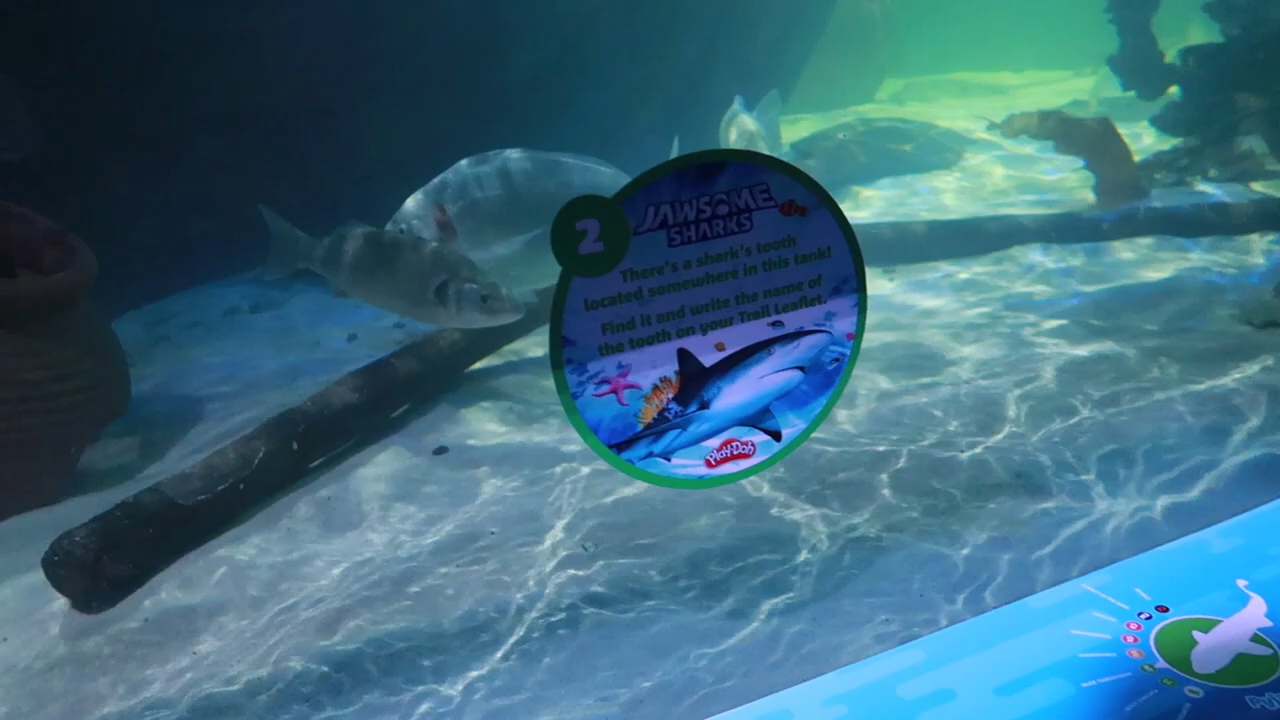 2
JAWSOME
SHARKS
There's a shark's tooth
located somewhere in this tank!
Find it and write the name of
the tooth on your Trail Leaflet.
Play-Doh